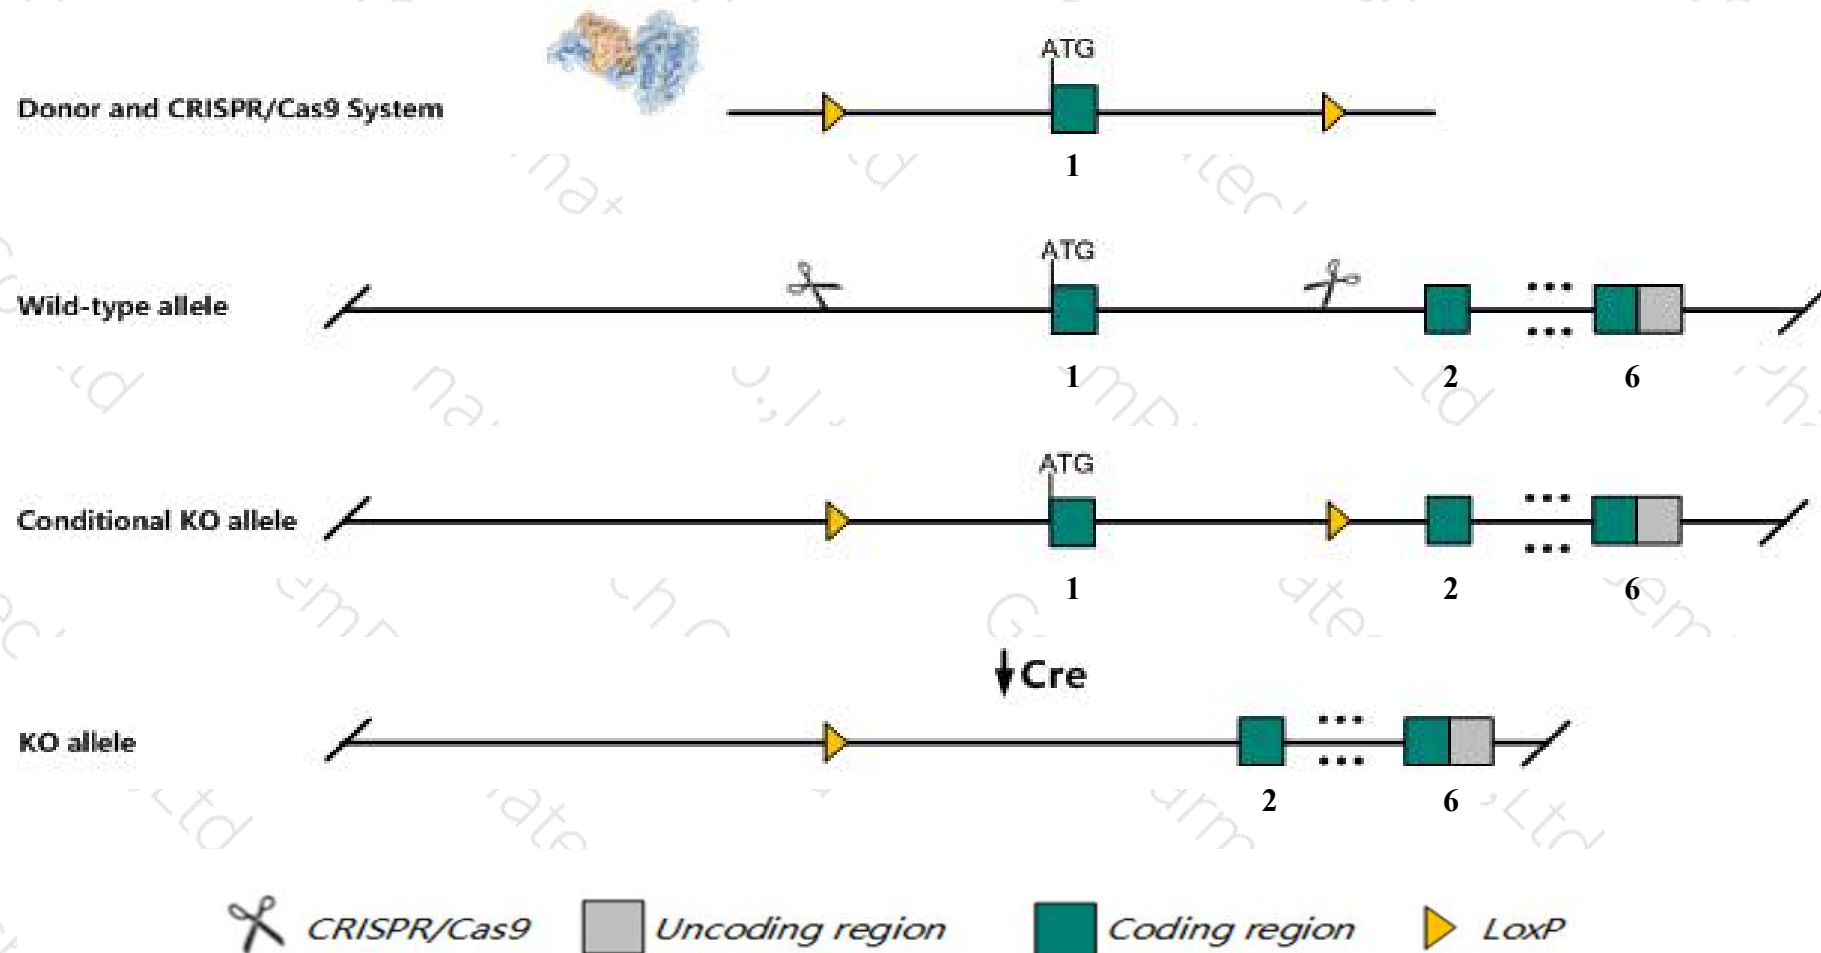 ATG
Donor and CRISPR/Cas9 System
1
ATG
Wild-type allele
1 2 6
ATG
Conditional KO allele
1 2 6
Cre
KO allele
2 6
CRISPR/Cas9 Uncoding region Coding region LoxP